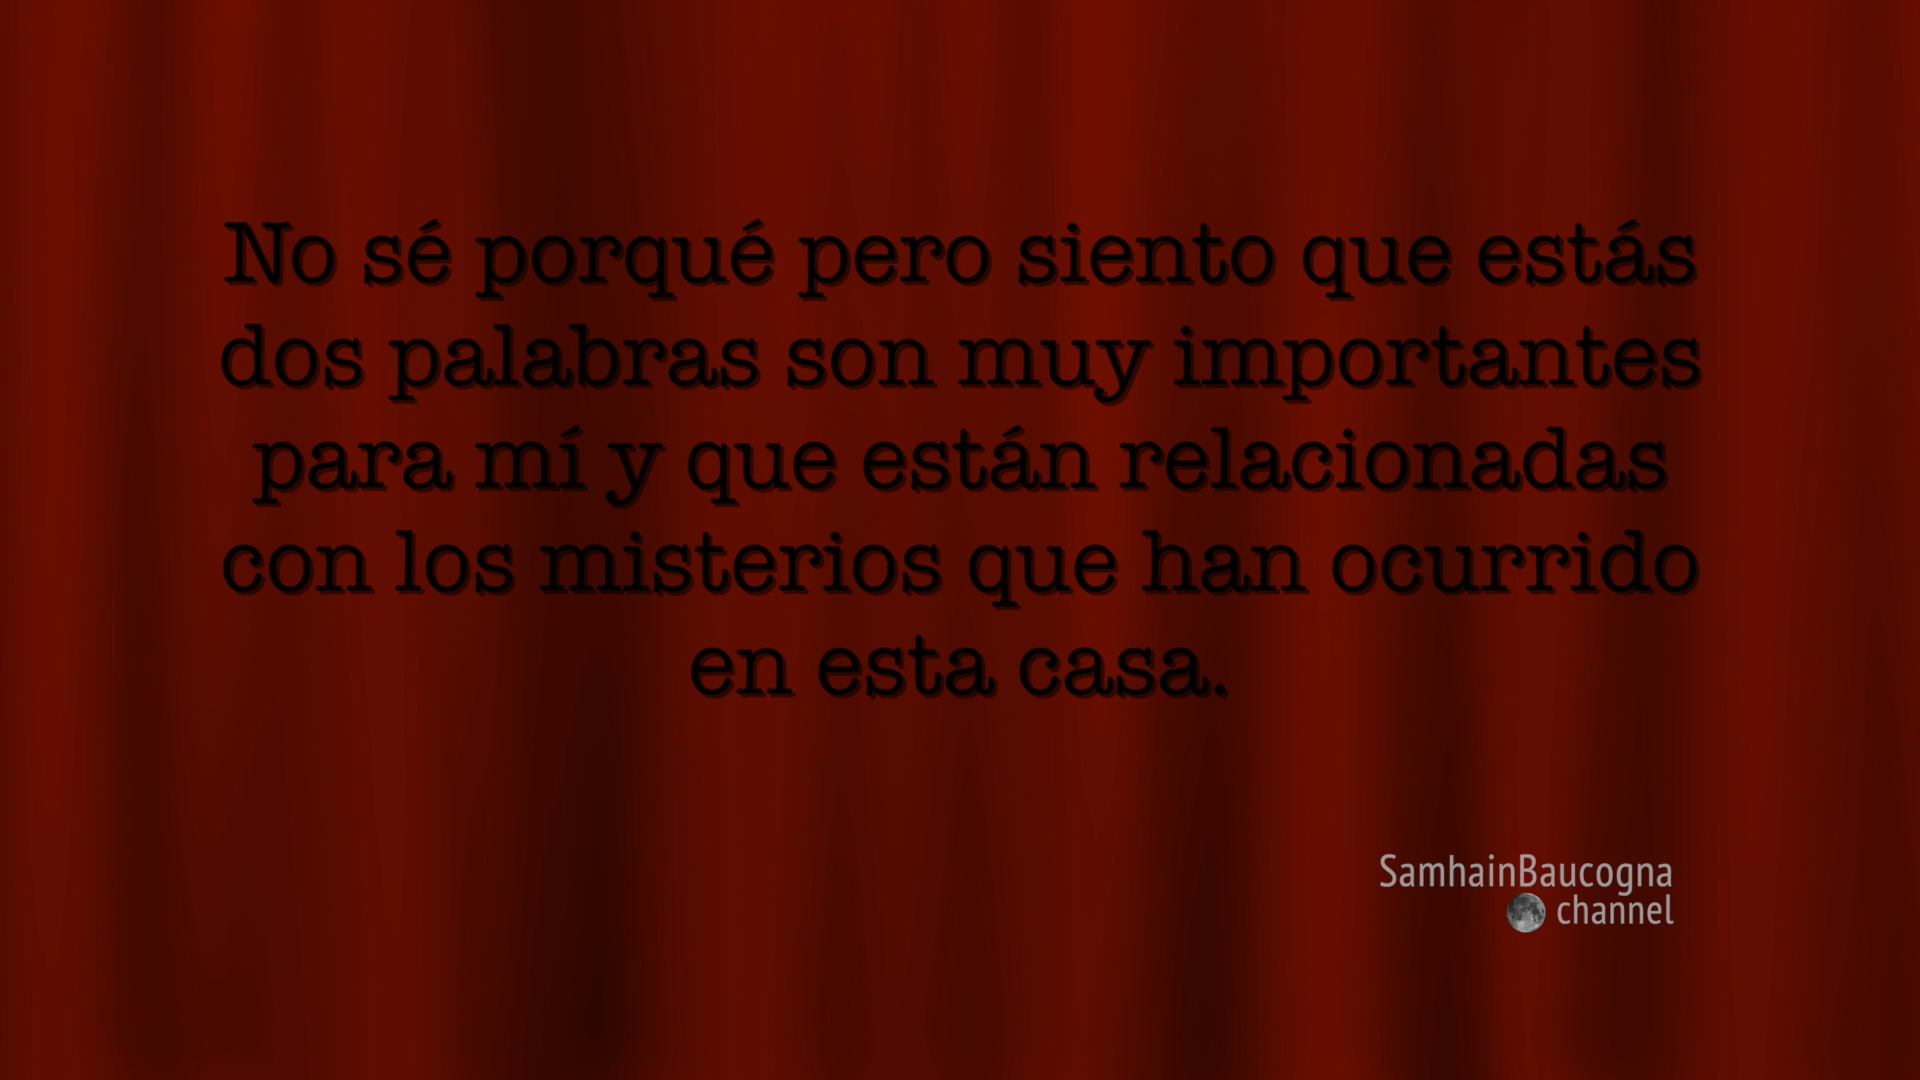 No sé porqué pero siento que estás
dos palabras son muy importantes
para mí y que están relacionadas
con los misterios que han ocurrido
en esta casa.
SamhainBaucogna
channel